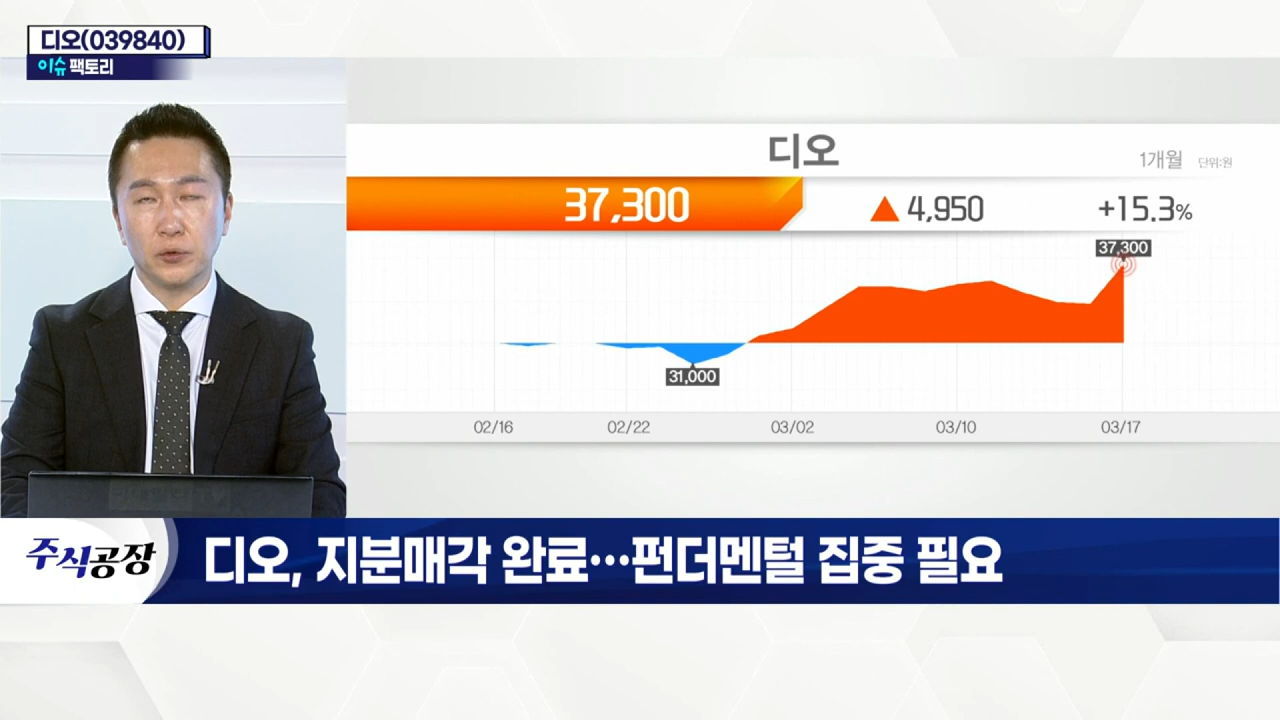 디오(039840)
이슈 팩토리
디오
1개월 단위:원
37,300 ▲ 4,950 +15.3%
37,300
31,000
02/16 02/22 03/02 03/10 03/17
주식공장
디오, 지분매각 완료…펀더멘털 집중 필요